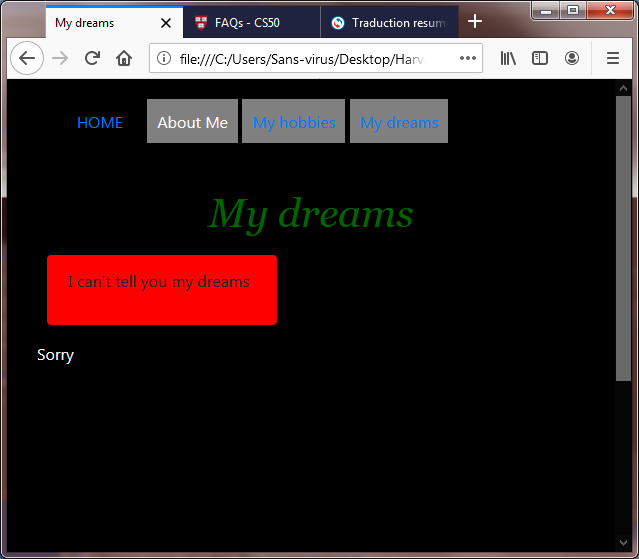 My dreams
FAQs - CS50
Traduction resum
file:///C:/Users/Sans-virus/Desktop/Harv
HOME
About Me
My hobbies
My dreams
My dreams
I can't tell you my dreams
Sorry